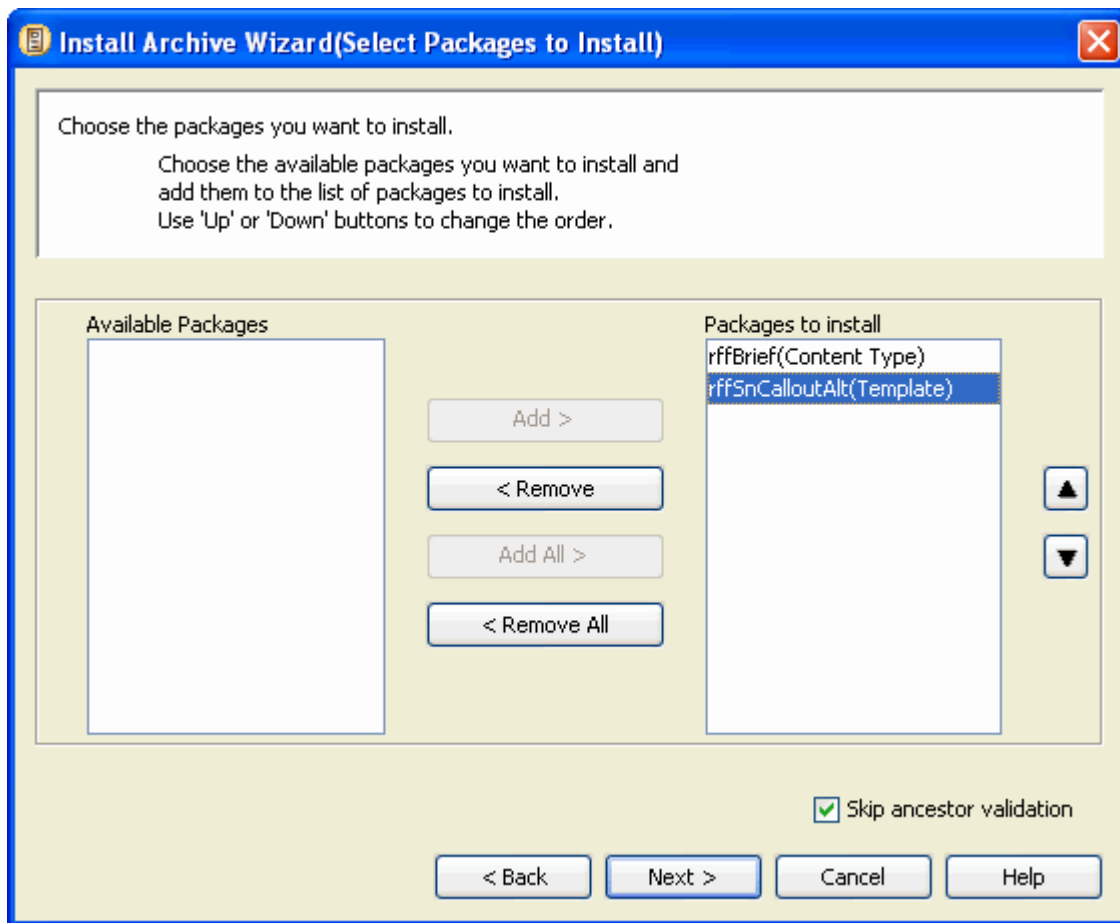 Install Archive Wizard(Select Packages to Install)
Choose the packages you want to install.
Choose the available packages you want to install and
add them to the list of packages to install.
Use 'Up' or 'Down' buttons to change the order.
Available Packages
Packages to install
rffBrief(Content Type)
rffSnCalloutAlt(Template)
Add >
< Remove
Add All >
< Remove All
Skip ancestor validation
< Back
Next >
Cancel
Help